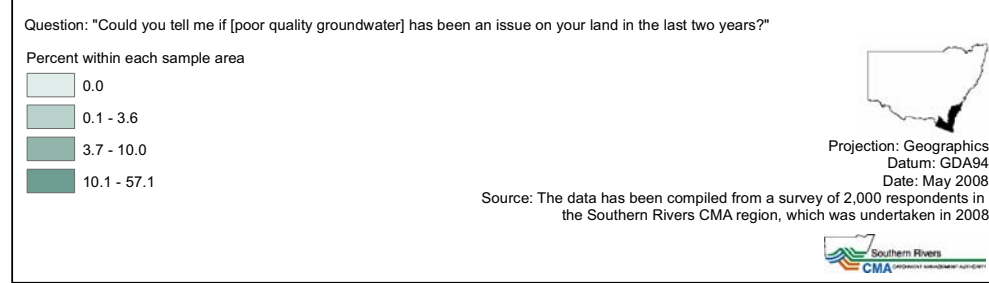 Question: "Could you tell me if [poor quality groundwater] has been an issue on your land in the last two years?"
Percent within each sample area
0.0
0.1 - 3.6
3.7 - 10.0
10.1 - 57.1
Projection: Geographics
Datum: GDA94
Date: May 2008
Source: The data has been compiled from a survey of 2,000 respondents in
the Southern Rivers CMA region, which was undertaken in 2008
Southern Rivers
CMA CATCHMENT MANAGEMENT AUTHORITY